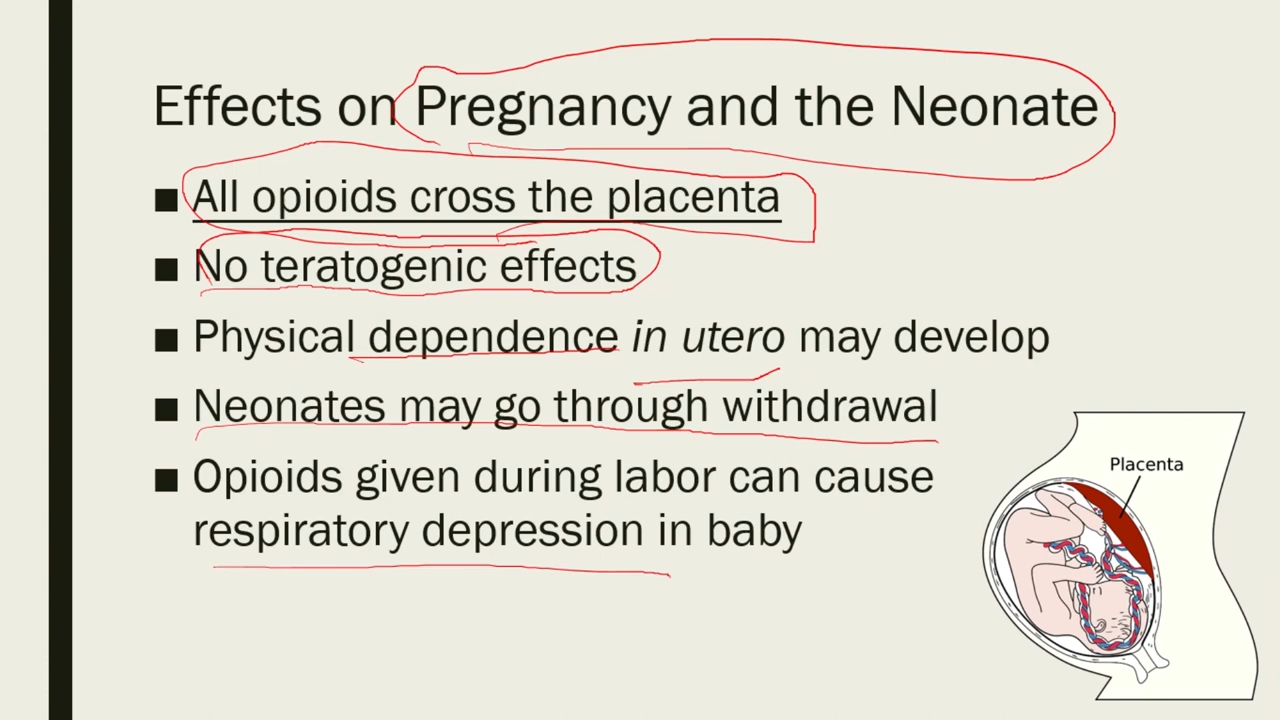 Effects on Pregnancy and the Neonate
■ All opioids cross the placenta
■ No teratogenic effects
■ Physical dependence in utero may develop
■ Neonates may go through withdrawal
■ Opioids given during labor can cause
respiratory depression in baby
Placenta